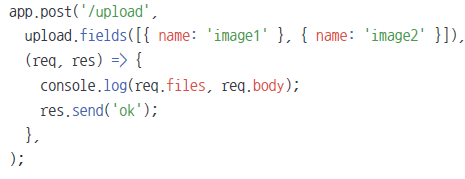 app.post('/upload',
  upload.fields([{ name: 'image1' }, { name: 'image2' }]),
  (req, res) => {
    console.log(req.files, req.body);
    res.send('ok');
  },
);